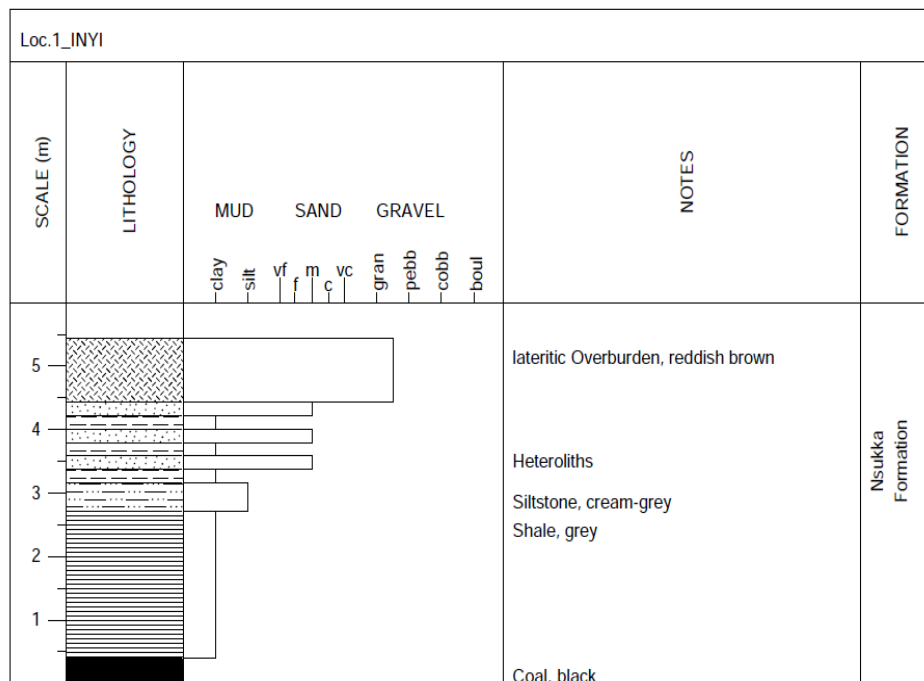 Loc.1_INYI
SCALE (m)
LITHOLOGY
MUD SAND GRAVEL
clay silt vf f m c vc gran pebb cobb boul
NOTES
FORMATION
5
lateritic Overburden, reddish brown
4
Heteroliths
3
Siltstone, cream-grey
Shale, grey
Nsukka
Formation
2
1
Coal, black